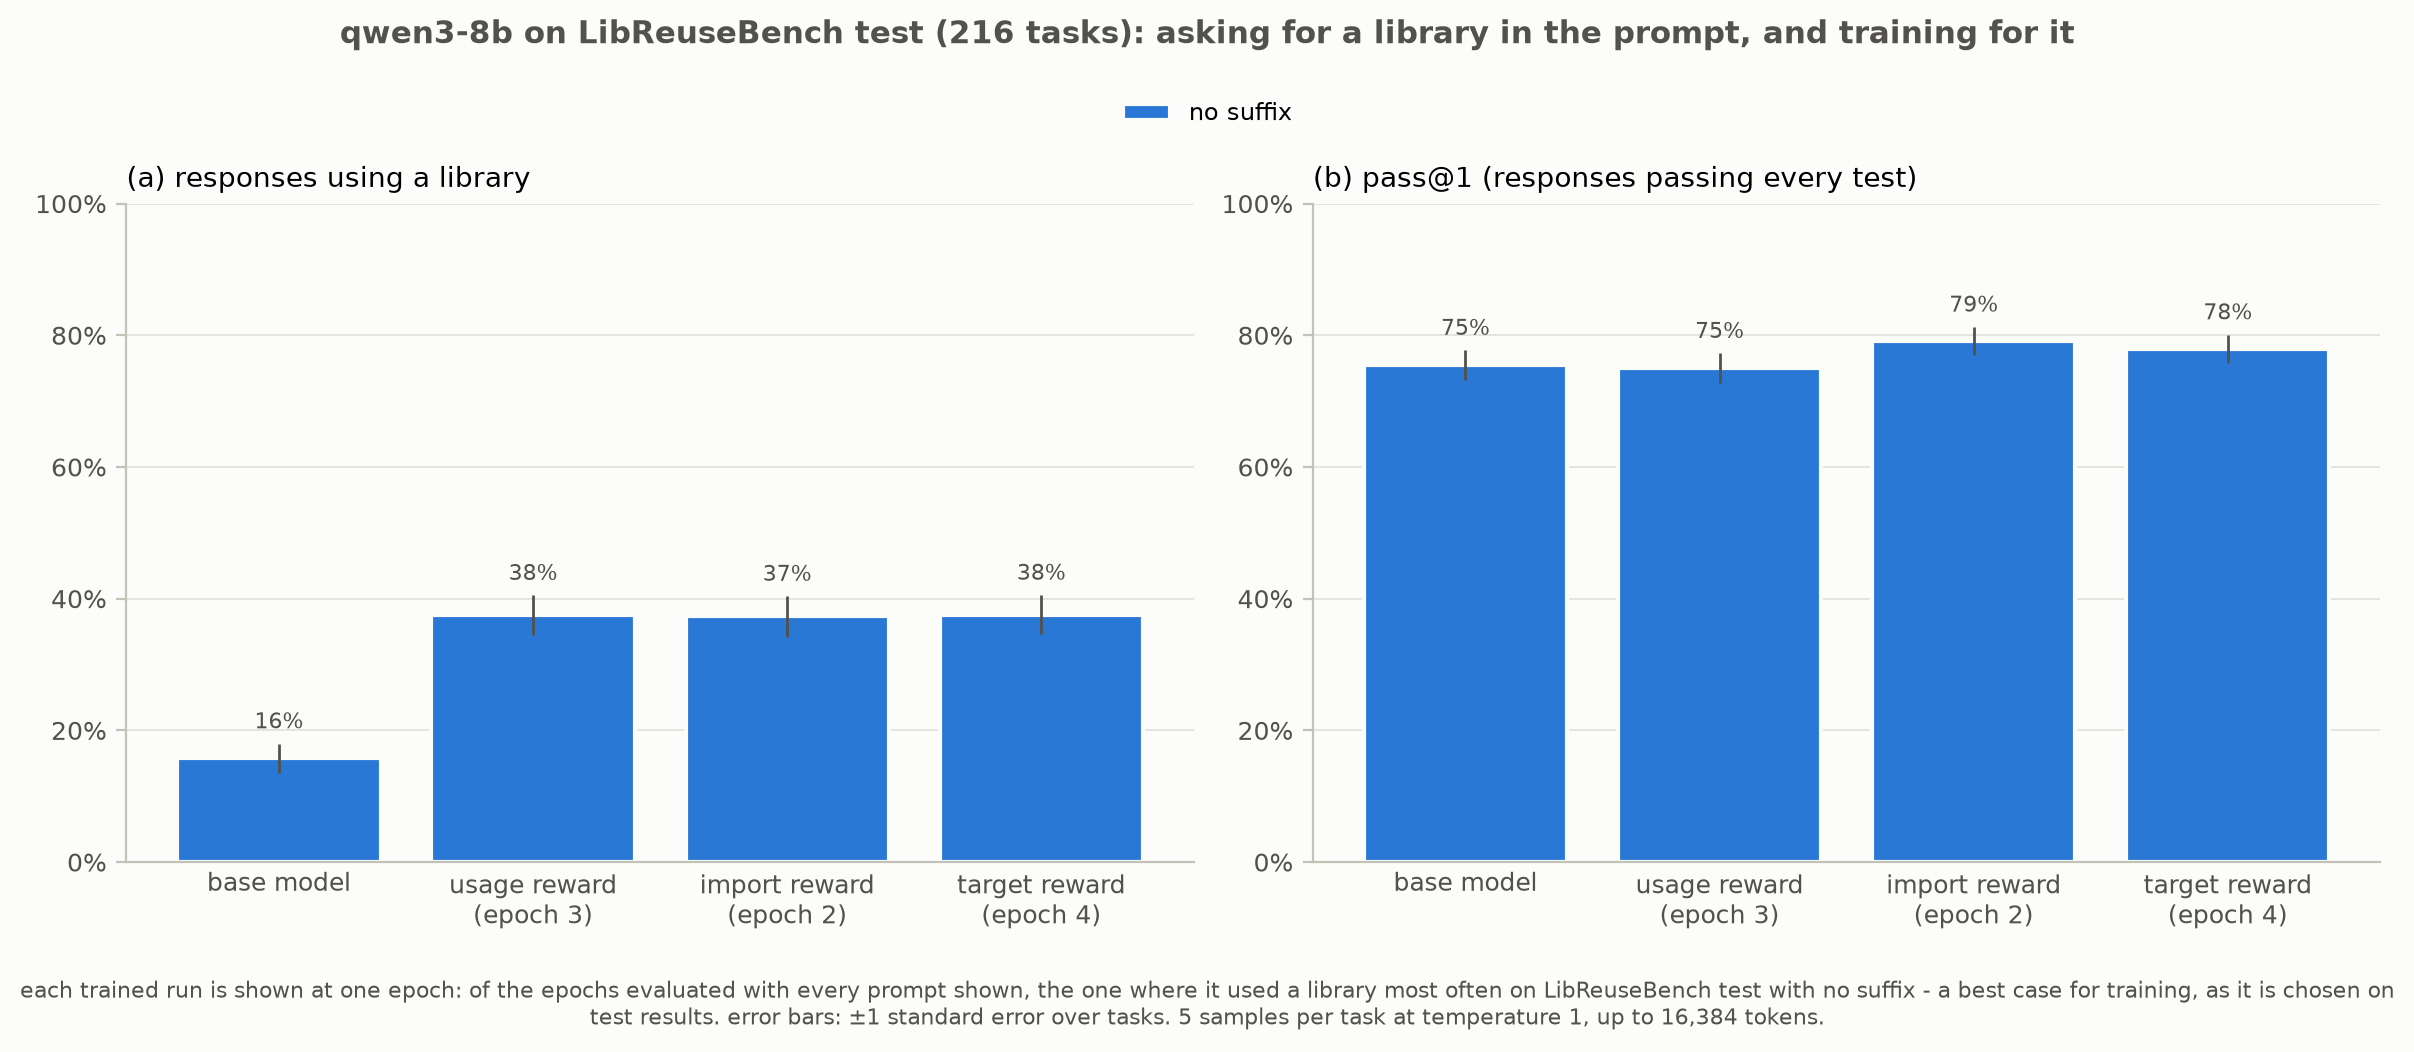 qwen3-8b on LibReuseBench test (216 tasks): asking for a library in the prompt, and training for it
no suffix
(a) responses using a library
100%
80%
60%
40%
20%
0%
16%
38%
37%
38%
base model
usage reward
(epoch 3)
import reward
(epoch 2)
target reward
(epoch 4)
(b) pass@1 (responses passing every test)
100%
80%
60%
40%
20%
0%
75%
75%
79%
78%
base model
usage reward
(epoch 3)
import reward
(epoch 2)
target reward
(epoch 4)
each trained run is shown at one epoch: of the epochs evaluated with every prompt shown, the one where it used a library most often on LibReuseBench test with no suffix - a best case for training, as it is chosen on
test results. error bars: ±1 standard error over tasks. 5 samples per task at temperature 1, up to 16,384 tokens.